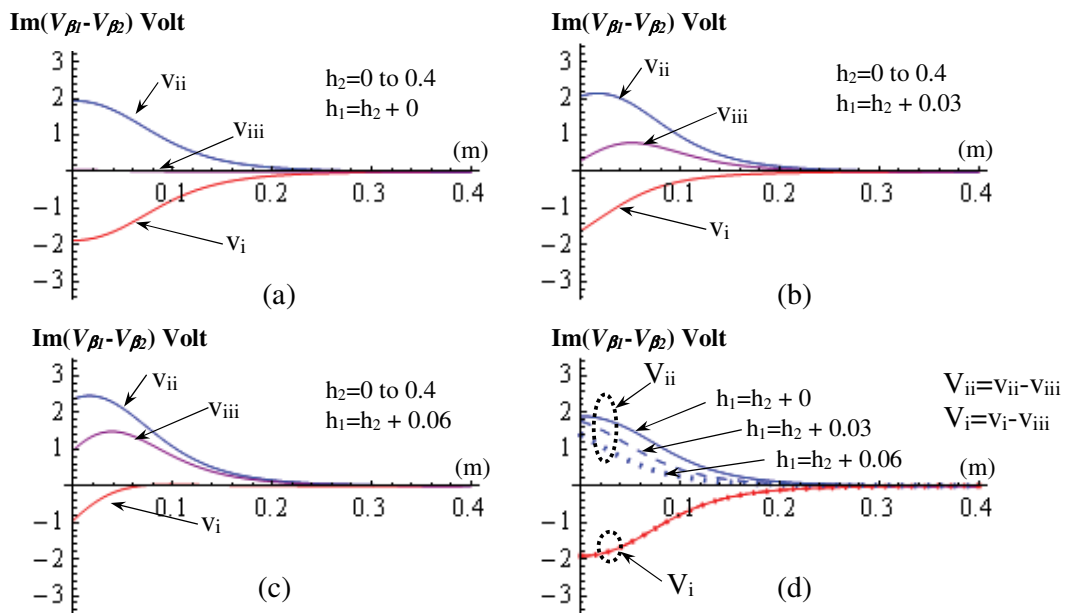 Im(Vβ1-Vβ2) Volt
3
2
1
−1
−2
−3
0.1 0.2 0.3 0.4
(m)
vii
viii
vi
h2=0 to 0.4
h1=h2 + 0
(a)
Im(Vβ1-Vβ2) Volt
3
2
1
−1
−2
−3
0.1 0.2 0.3 0.4
(m)
vii
viii
vi
h2=0 to 0.4
h1=h2 + 0.03
(b)
Im(Vβ1-Vβ2) Volt
3
2
1
−1
−2
−3
0.1 0.2 0.3 0.4
(m)
vii
viii
vi
h2=0 to 0.4
h1=h2 + 0.06
(c)
Im(Vβ1-Vβ2) Volt
3
2
1
−1
−2
−3
0.1 0.2 0.3 0.4
(m)
Vii
h1=h2 + 0
h1=h2 + 0.03
h1=h2 + 0.06
Vii=vii-viii
Vi=vi-viii
Vi
(d)